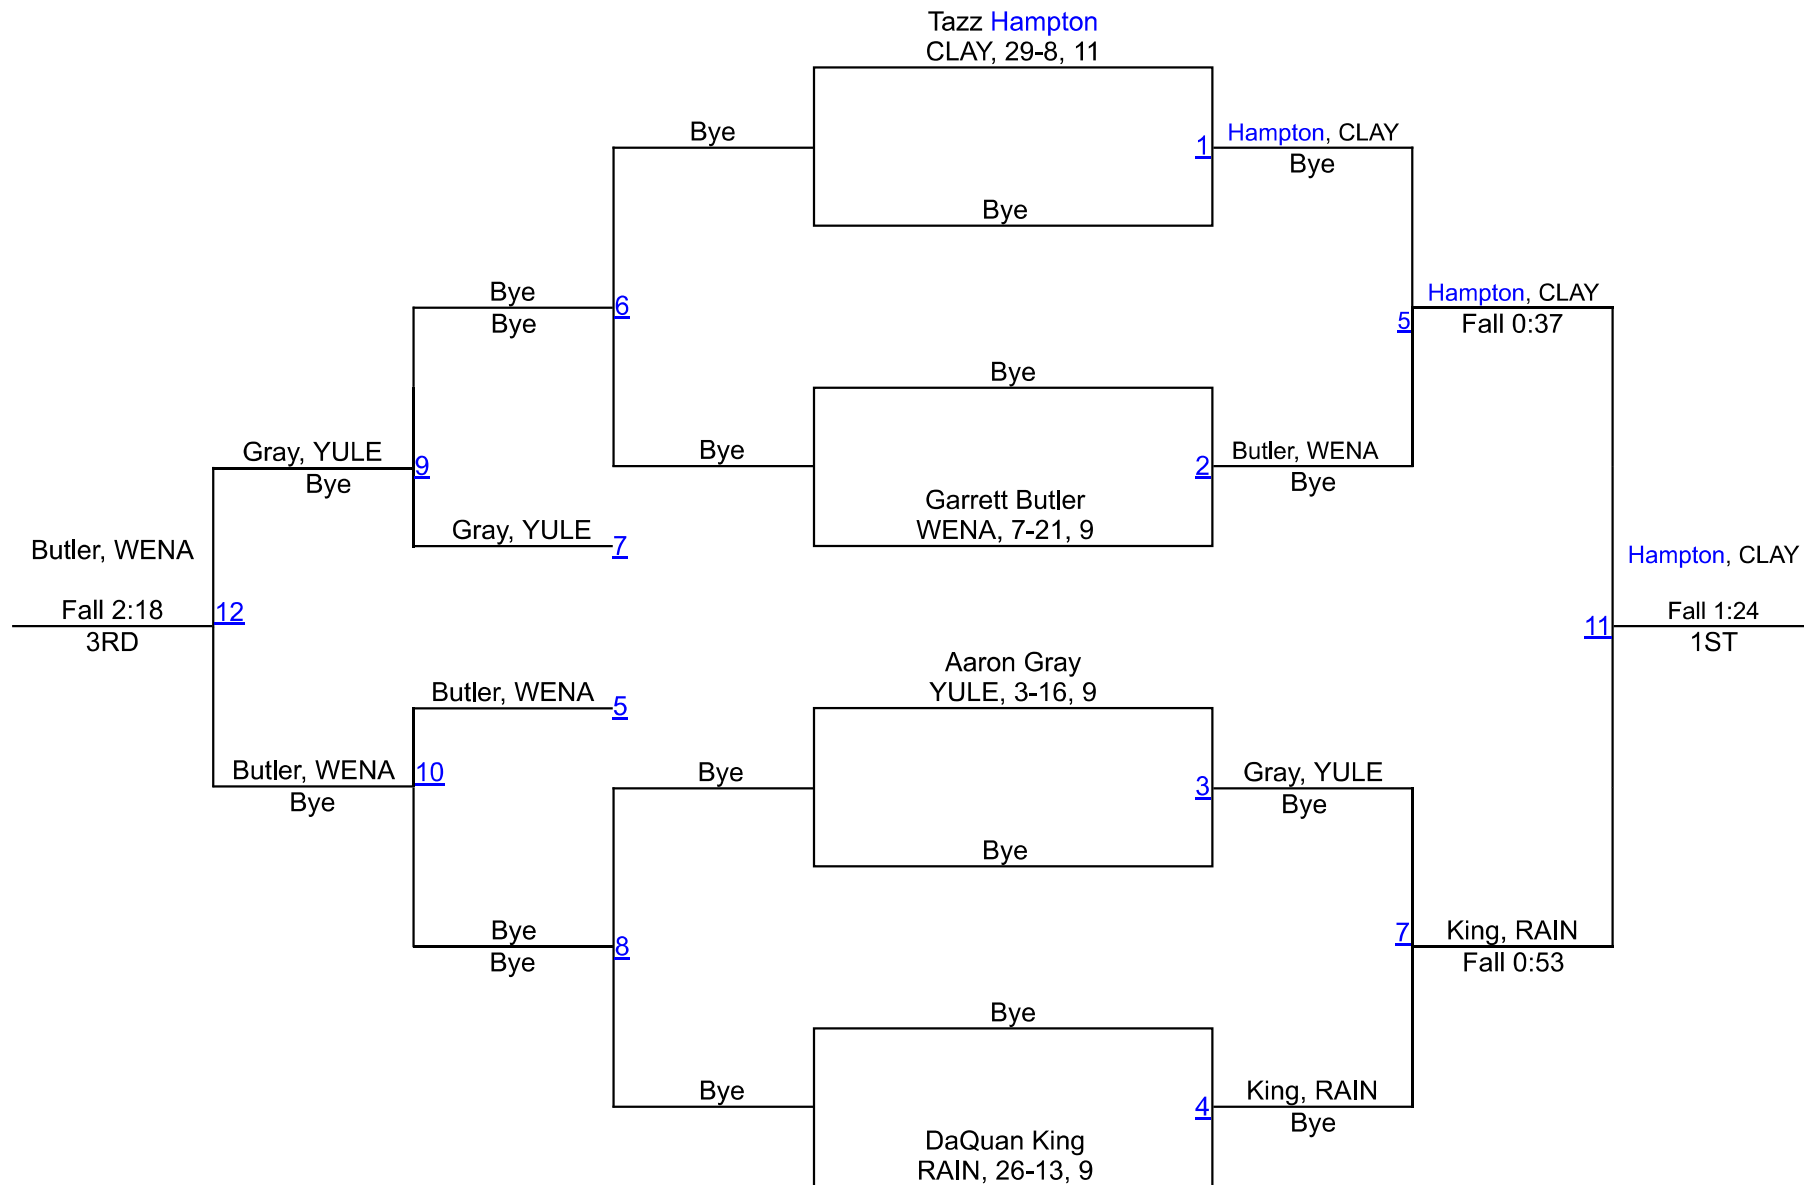 Tazz Hampton
CLAY, 29-8, 11
Bye
1
Hampton, CLAY
Bye
Bye
Bye
Bye
6
Hampton, CLAY
5
Fall 0:37
Bye
Gray, YULE
Bye
9
Bye
2
Butler, WENA
Bye
Garrett Butler
WENA, 7-21, 9
Gray, YULE
7
Butler, WENA
Fall 2:18
3RD
12
Hampton, CLAY
11
Fall 1:24
1ST
Aaron Gray
YULE, 3-16, 9
Butler, WENA
5
Butler, WENA
Bye
10
Bye
3
Gray, YULE
Bye
Bye
Bye
Bye
8
7
King, RAIN
Fall 0:53
Bye
Bye
4
King, RAIN
Bye
DaQuan King
RAIN, 26-13, 9